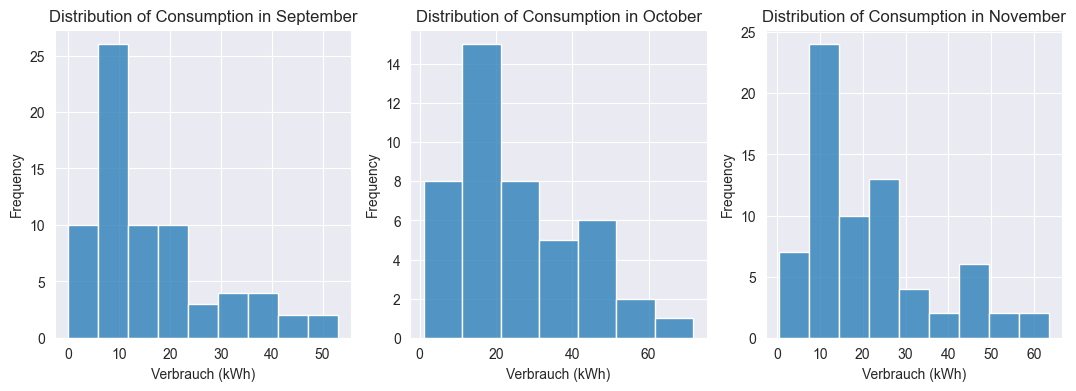 Distribution of Consumption in September
Frequency
25
20
15
10
5
0
0 10 20 30 40 50
Verbrauch (kWh)
Distribution of Consumption in October
Frequency
14
12
10
8
6
4
2
0
0 20 40 60
Verbrauch (kWh)
Distribution of Consumption in November
Frequency
25
20
15
10
5
0
0 10 20 30 40 50 60
Verbrauch (kWh)